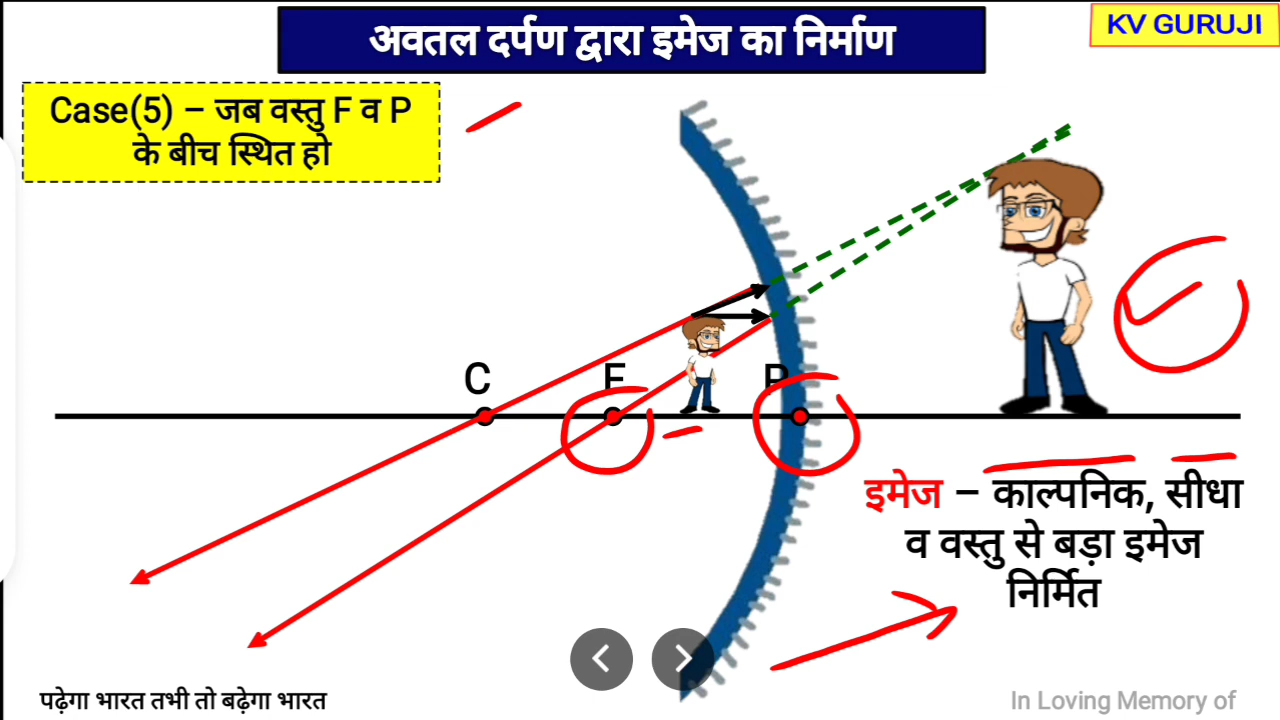 अवतल दर्पण द्वारा इमेज का निर्माण
KV GURUJI
Case(5) – जब वस्तु F व P
के बीच स्थित हो
C
F
P
इमेज – काल्पनिक, सीधा
व वस्तु से बड़ा इमेज
निर्मित
पढ़ेगा भारत तभी तो बढ़ेगा भारत
In Loving Memory of